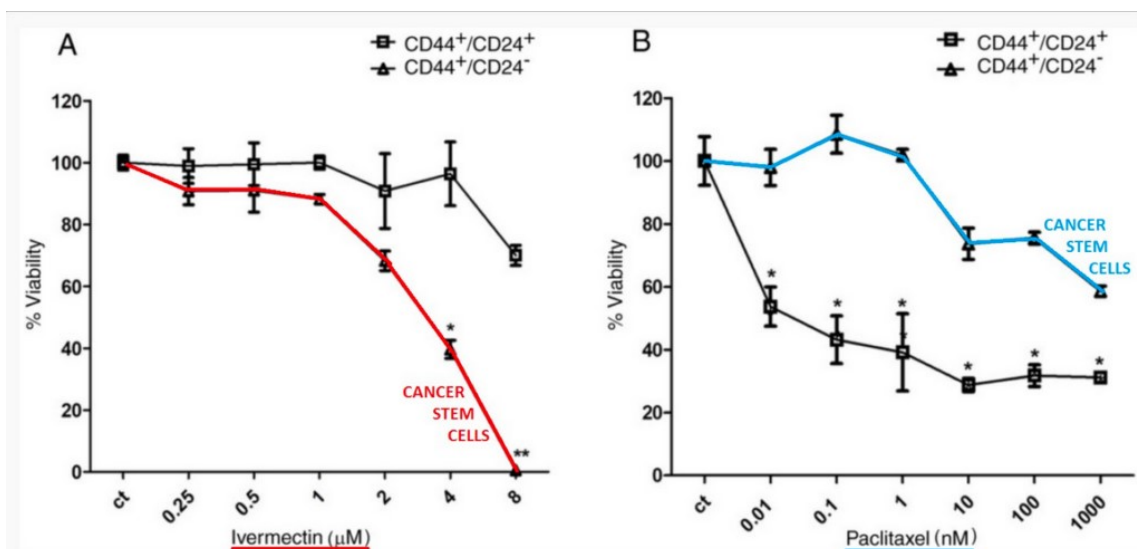 A
CD44⁺/CD24⁺
CD44⁺/CD24⁻
120
100
80
60
40
20
0
% Viability
*
**
CANCER
STEM
CELLS
ct
0.25
0.5
1
2
4
8
Ivermectin (μM)
B
CD44⁺/CD24⁺
CD44⁺/CD24⁻
120
100
80
60
40
20
0
% Viability
*
*
*
*
*
*
CANCER
STEM
CELLS
ct
0.01
0.1
1
10
100
1000
Paclitaxel (nM)